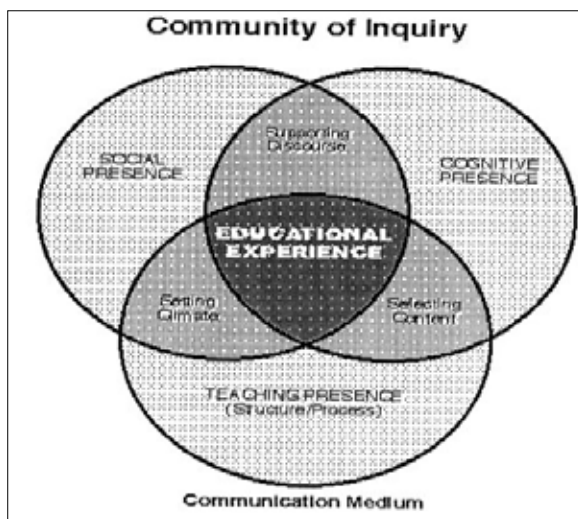 Community of Inquiry
Supporting
Discourse
SOCIAL
PRESENCE
COGNITIVE
PRESENCE
EDUCATIONAL
EXPERIENCE
Setting
Climate
Selecting
Content
TEACHING PRESENCE
(Structure/Process)
Communication Medium